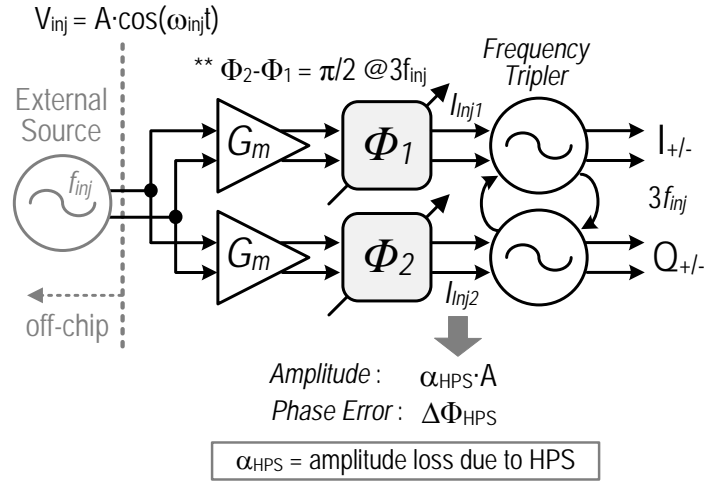 V_inj = A·cos(ω_inj t)
** Φ₂-Φ₁ = π/2 @3f_inj
Frequency
Tripler
External
Source
f_inj
G_m
Φ₁
I_Inj1
I+/-
3f_inj
G_m
Φ₂
I_Inj2
Q+/-
off-chip
Amplitude : α_HPS·A
Phase Error : ΔΦ_HPS
α_HPS = amplitude loss due to HPS